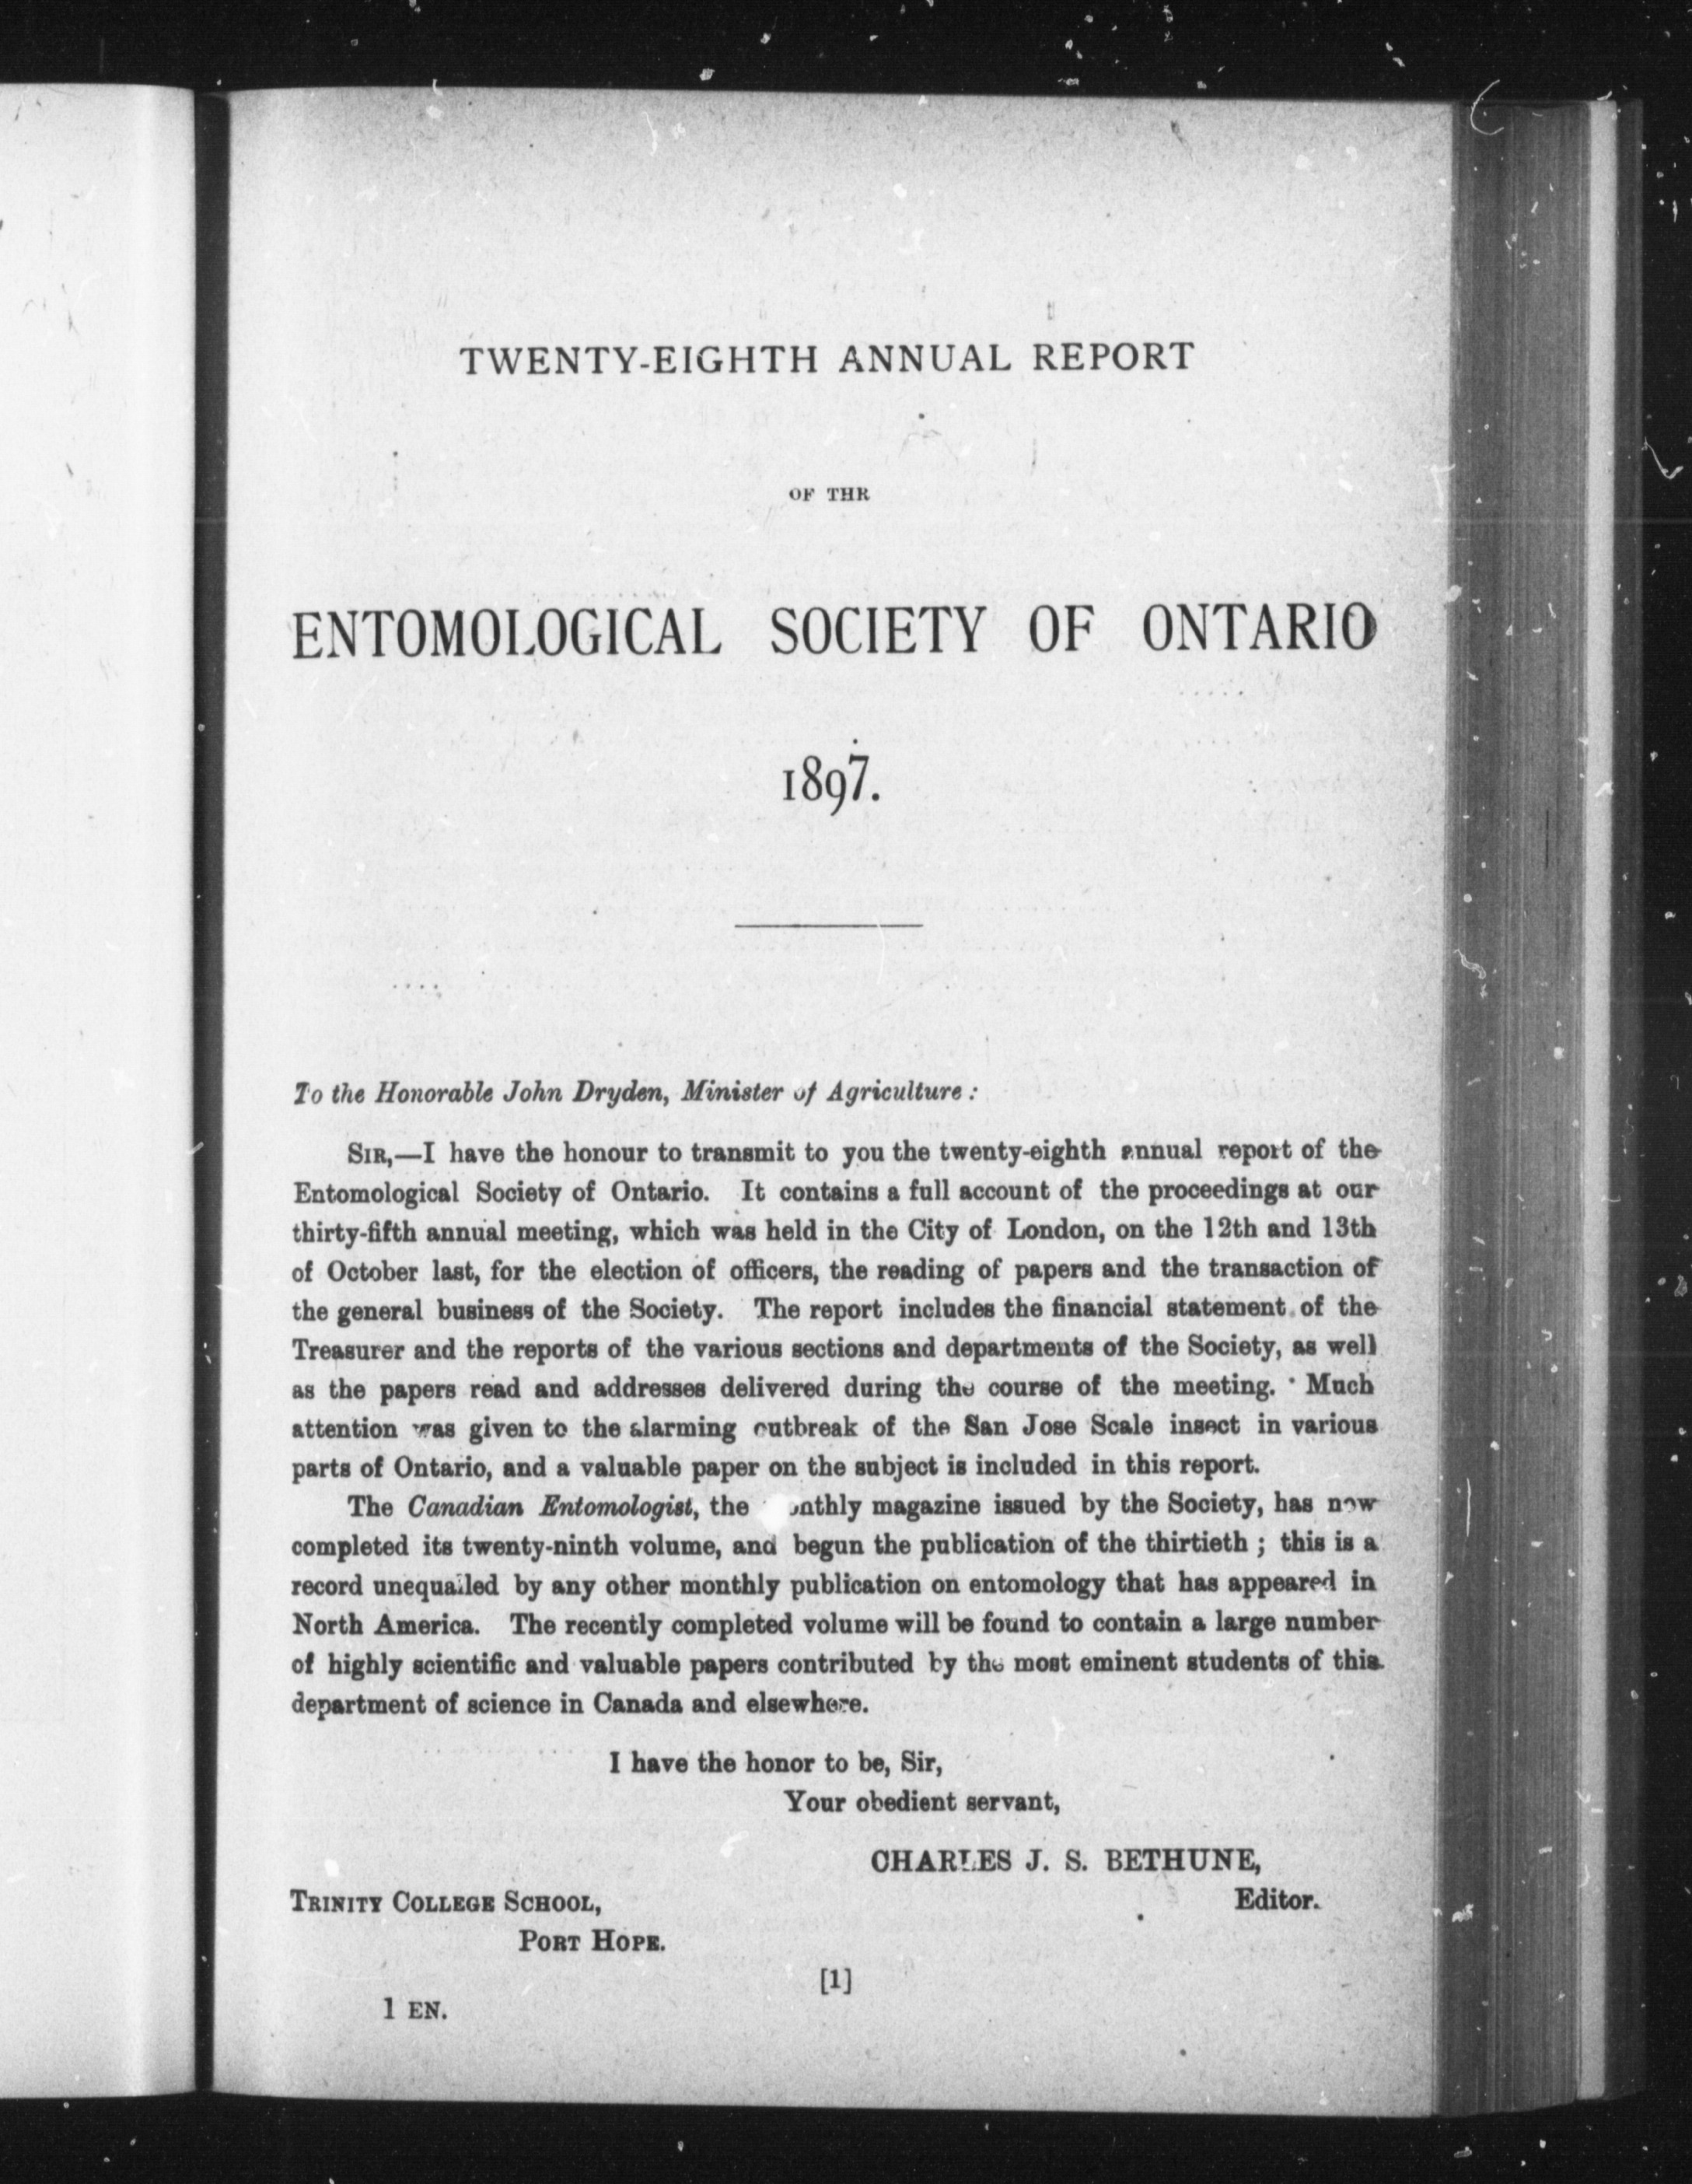 TWENTY-EIGHTH ANNUAL REPORT
OF THE
ENTOMOLOGICAL SOCIETY OF ONTARIO
1897.
To the Honorable John Dryden, Minister of Agriculture :
SIR,—I have the honour to transmit to you the twenty-eighth annual report of the
Entomological Society of Ontario. It contains a full account of the proceedings at our
thirty-fifth annual meeting, which was held in the City of London, on the 12th and 13th
of October last, for the election of officers, the reading of papers and the transaction of
the general business of the Society. The report includes the financial statement of the
Treasurer and the reports of the various sections and departments of the Society, as well
as the papers read and addresses delivered during the course of the meeting. Much
attention was given to the alarming outbreak of the San Jose Scale insect in various
parts of Ontario, and a valuable paper on the subject is included in this report.
The Canadian Entomologist, the monthly magazine issued by the Society, has now
completed its twenty-ninth volume, and begun the publication of the thirtieth ; this is a
record unequalled by any other monthly publication on entomology that has appeared in
North America. The recently completed volume will be found to contain a large number
of highly scientific and valuable papers contributed by the most eminent students of this
department of science in Canada and elsewhere.
I have the honor to be, Sir,
Your obedient servant,
CHARLES J. S. BETHUNE,
Editor.
TRINITY COLLEGE SCHOOL,
PORT HOPE.
[1]
1 EN.